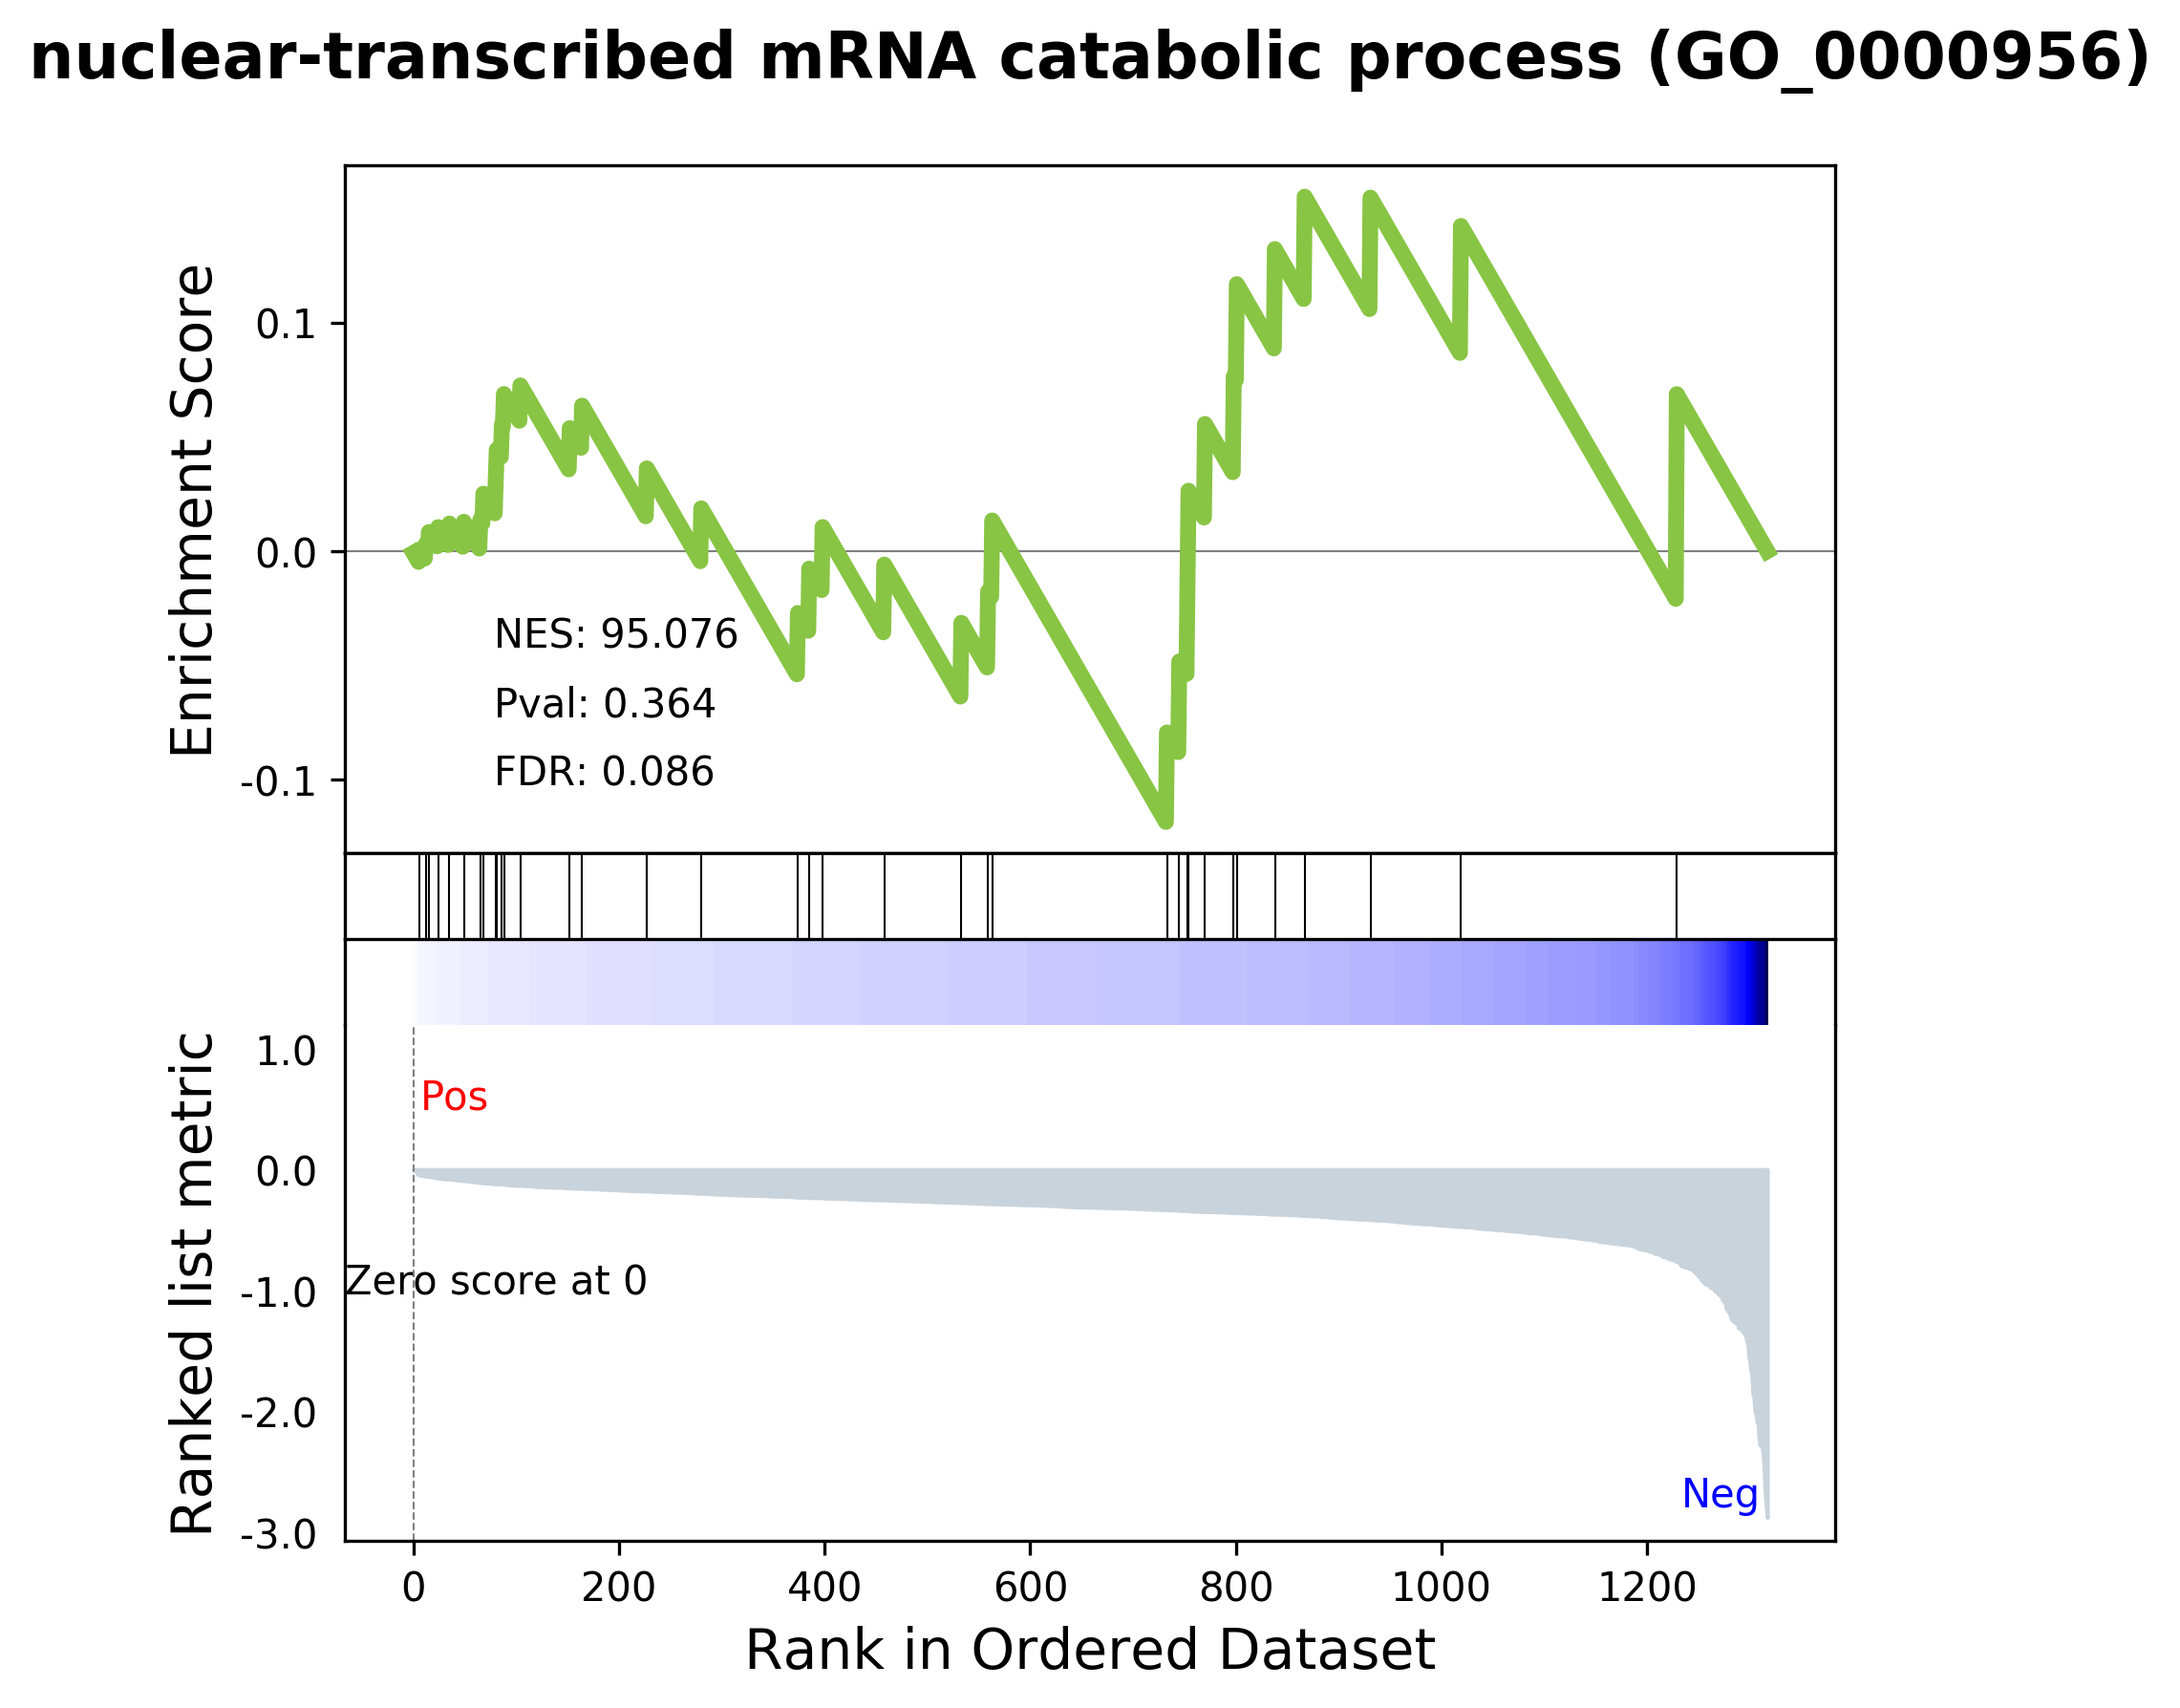 nuclear-transcribed mRNA catabolic process (GO_0000956)
Enrichment Score
0.1
0.0
-0.1
NES: 95.076
Pval: 0.364
FDR: 0.086
Ranked list metric
1.0
0.0
-1.0
-2.0
-3.0
Pos
Zero score at 0
Neg
0 200 400 600 800 1000 1200
Rank in Ordered Dataset